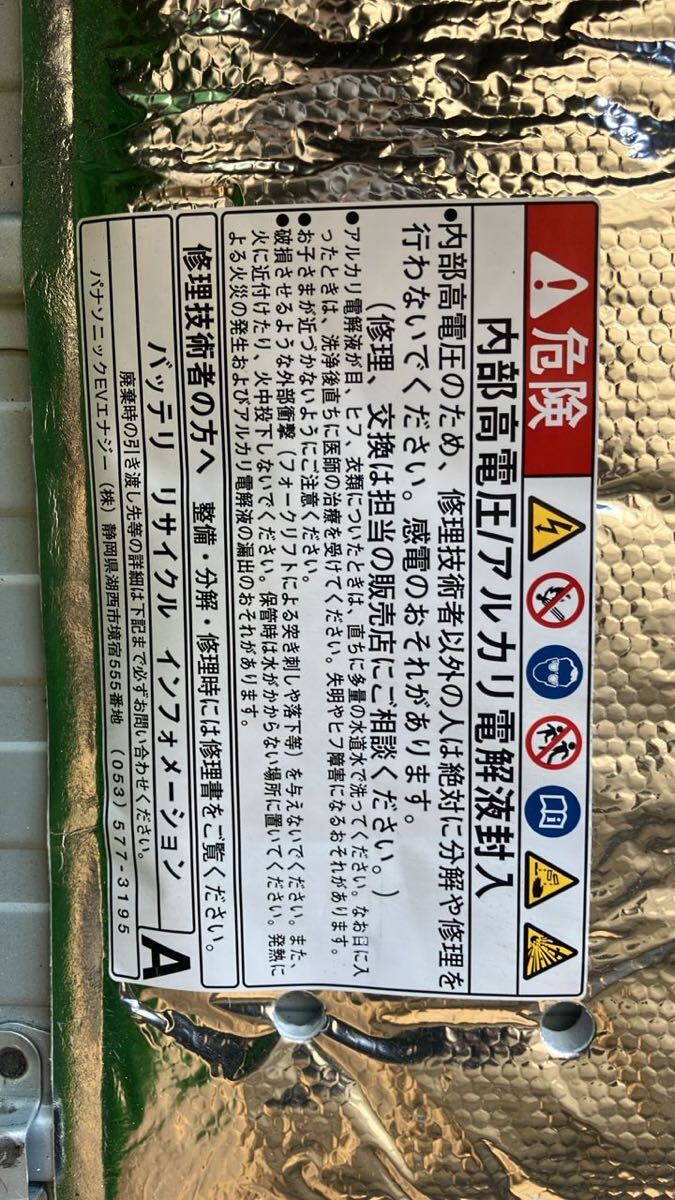 危険
内部高電圧/アルカリ電解液封入
●内部高電圧のため、修理技術者以外の人は絶対に分解や修理を
行わないでください。感電のおそれがあります。
(修理、交換は担当の販売店にご相談ください。)
●アルカリ電解液が目、ヒフ、衣類についたときは、直ちに多量の水道水で洗ってください。なお目に入
ったときは、洗浄後直ちに医師の治療を受けてください。失明やヒフ障害になるおそれがあります。
●お子さまが近づかないようにご注意ください。
●破損させるような外部衝撃(フォークリフトによる突き刺しや落下等)を与えないでください。また、
火に近付けたり、火中投下しないでください。保管時は水がかからない場所に置いてください。発熱に
よる火災の発生およびアルカリ電解液の漏出のおそれがあります。
修理技術者の方へ 整備・分解・修理時には修理書をご覧ください。
バッテリ リサイクル インフォメーション
A
廃棄時の引き渡し先等の詳細は下記まで必ずお問い合わせください。
パナソニックEVエナジー(株) 静岡県湖西市境宿555番地 (053)577-3195